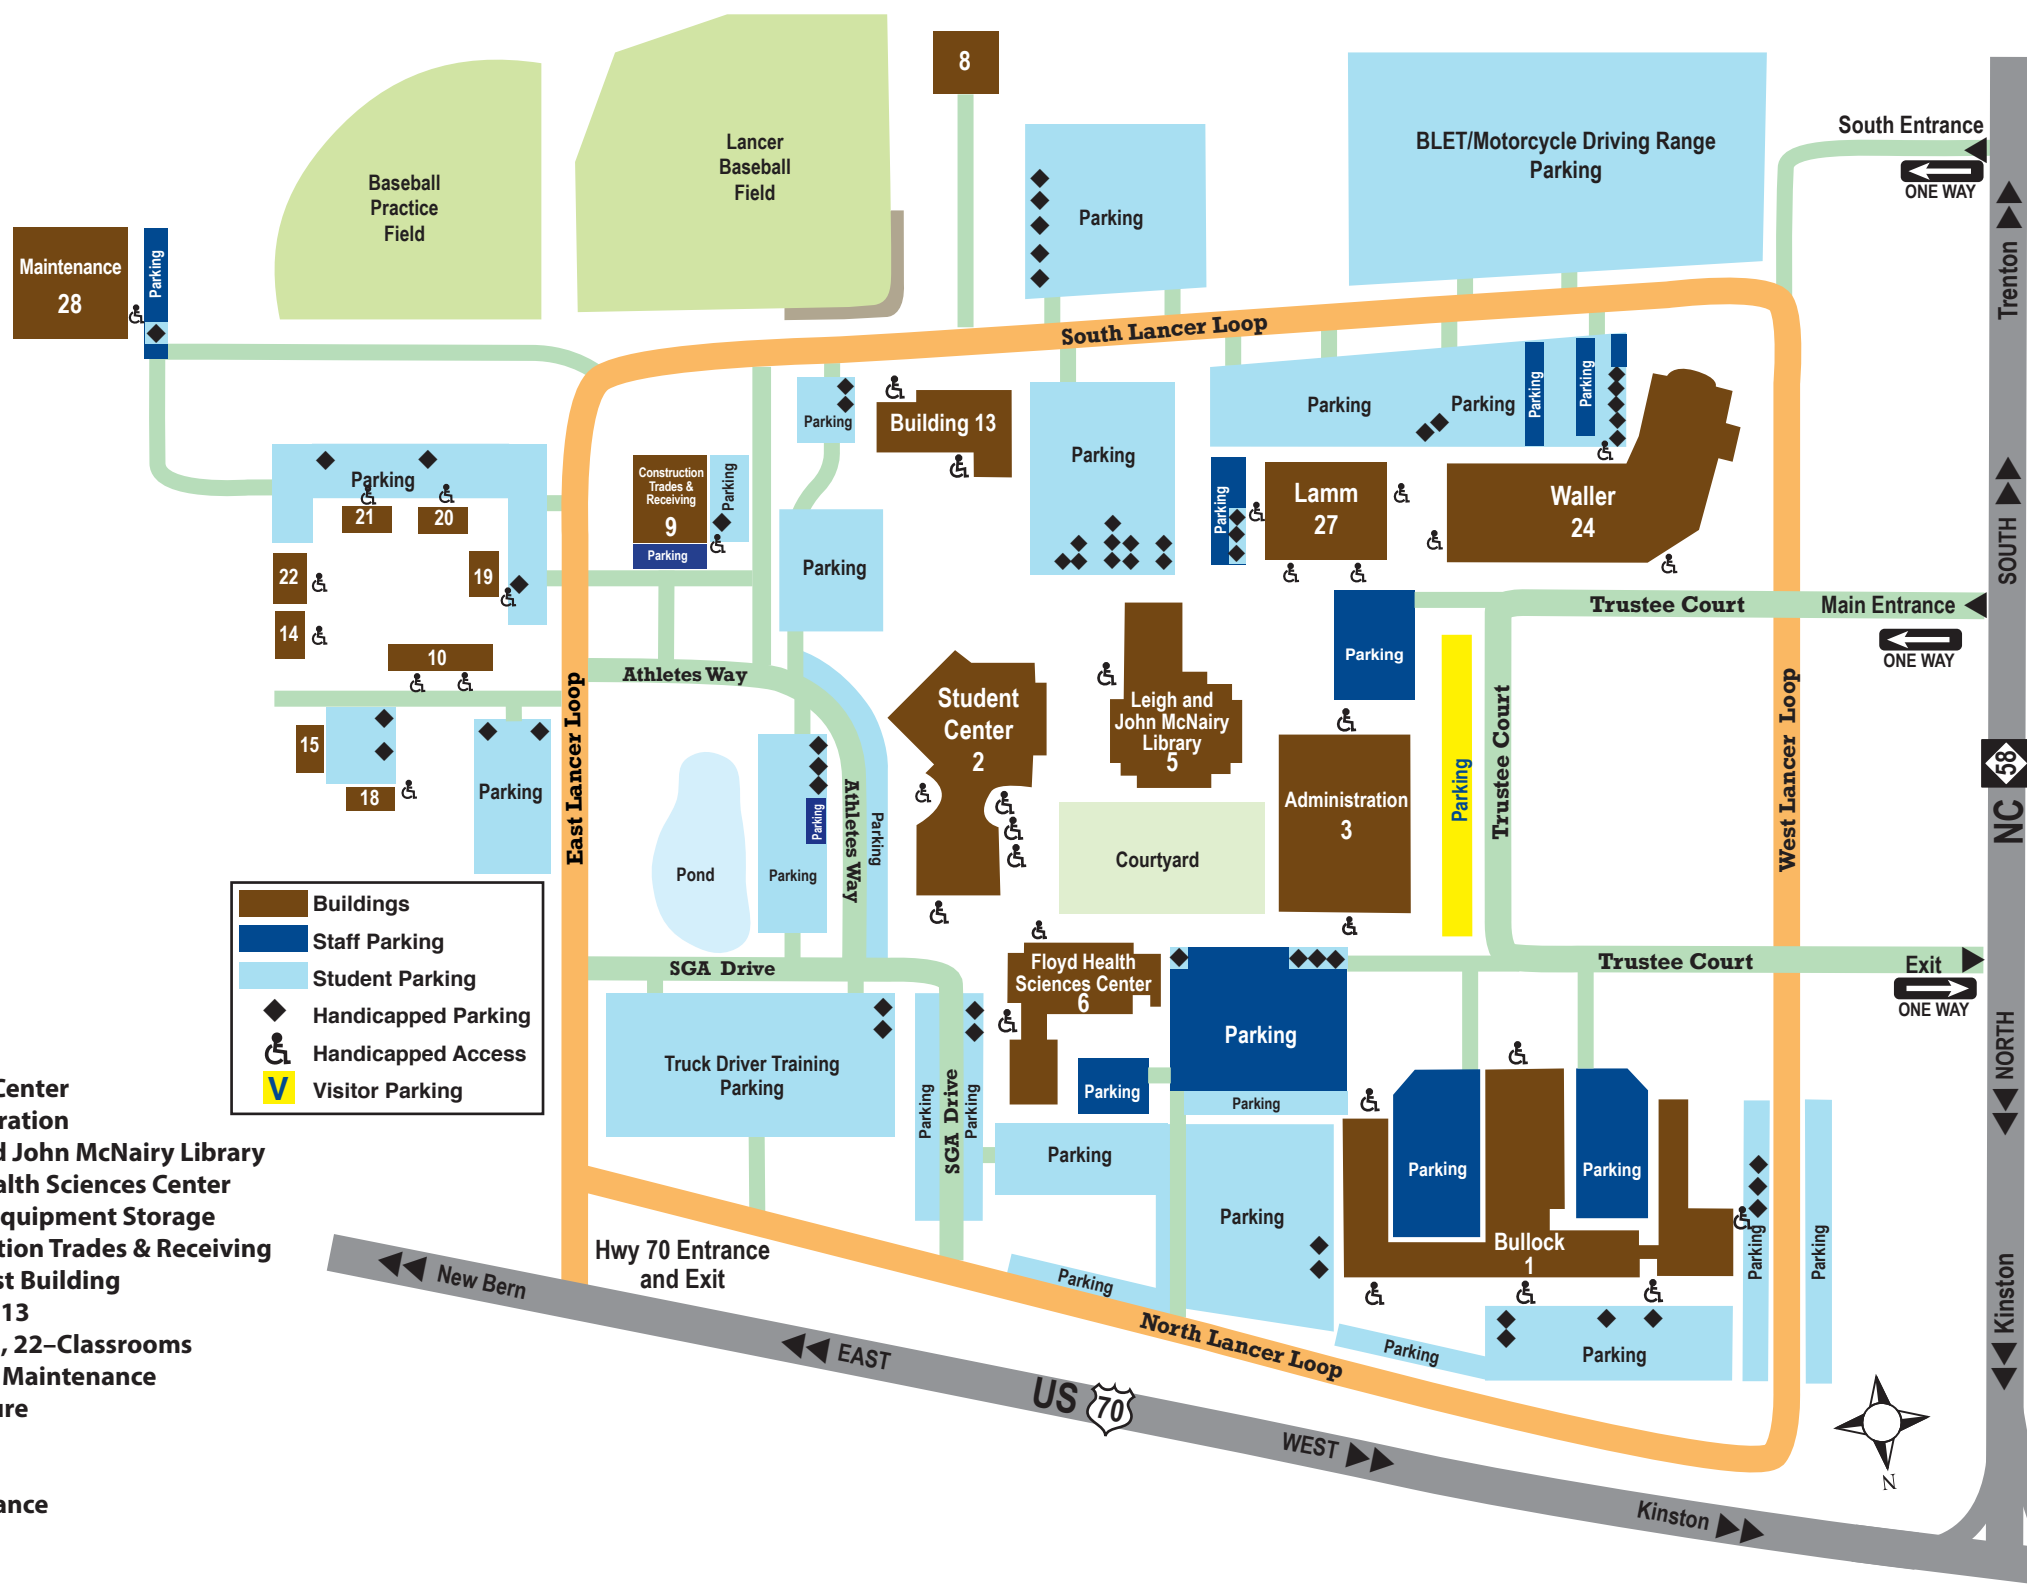 8
Lancer
Baseball
Field
Baseball
Practice
Field
BLET/Motorcycle Driving Range
Parking
South Entrance
ONE WAY
Parking
Maintenance
28
Parking
Trenton
South Lancer Loop
Parking
Building 13
Parking
Parking
Parking
Parking
Parking
Construction
Trades &
Receiving
9
Parking
Parking
Parking
21
20
Parking
Lamm
27
Waller
24
SOUTH
22
19
Parking
14
10
Trustee Court
Main Entrance
ONE WAY
Parking
Athletes Way
Student
Center
2
Leigh and
John McNairy
Library
5
Parking
Trustee Court
West Lancer Loop
East Lancer Loop
15
18
Parking
Parking
Parking
Athletes Way
Parking
Pond
Courtyard
Administration
3
58
NC
Buildings
Staff Parking
Student Parking
Handicapped Parking
Handicapped Access
V Visitor Parking
SGA Drive
Floyd Health
Sciences Center
6
Trustee Court
Exit
ONE WAY
Parking
Truck Driver Training
Parking
Parking
Parking
SGA Drive
Parking
Parking
NORTH
Center
ration
d John McNairy Library
alth Sciences Center
quipment Storage
tion Trades & Receiving
st Building
13
, 22–Classrooms
Maintenance
ure
ance
Parking
Parking
Parking
Parking
Bullock
1
Parking
Parking
Hwy 70 Entrance
and Exit
New Bern
Parking
North Lancer Loop
Parking
Parking
Kinston
EAST
US
70
WEST
Kinston
N